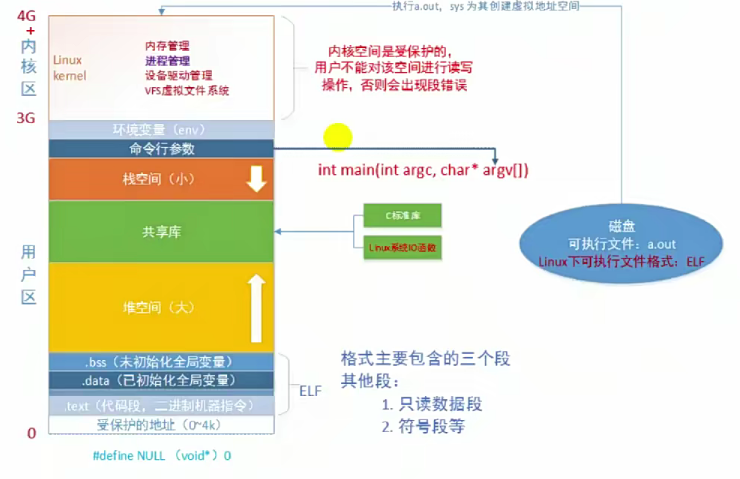 执行a.out，sys 为其创建虚拟地址空间
4G
+
内
核
区
Linux
kernel
内存管理
进程管理
设备驱动管理
VFS虚拟文件系统
内核空间是受保护的，
用户不能对该空间进行读写
操作，否则会出现段错误
3G
环境变量（env）
命令行参数
int main(int argc, char* argv[])
栈空间（小）
共享库
C标准库
Linux系统IO函数
磁盘
可执行文件：a.out
Linux下可执行文件格式：ELF
用
户
区
堆空间（大）
.bss（未初始化全局变量）
.data（已初始化全局变量）
.text（代码段，二进制机器指令）
受保护的地址（0~4k）
ELF
格式主要包含的三个段
其他段：
1. 只读数据段
2. 符号段等
0
#define NULL （void*）0